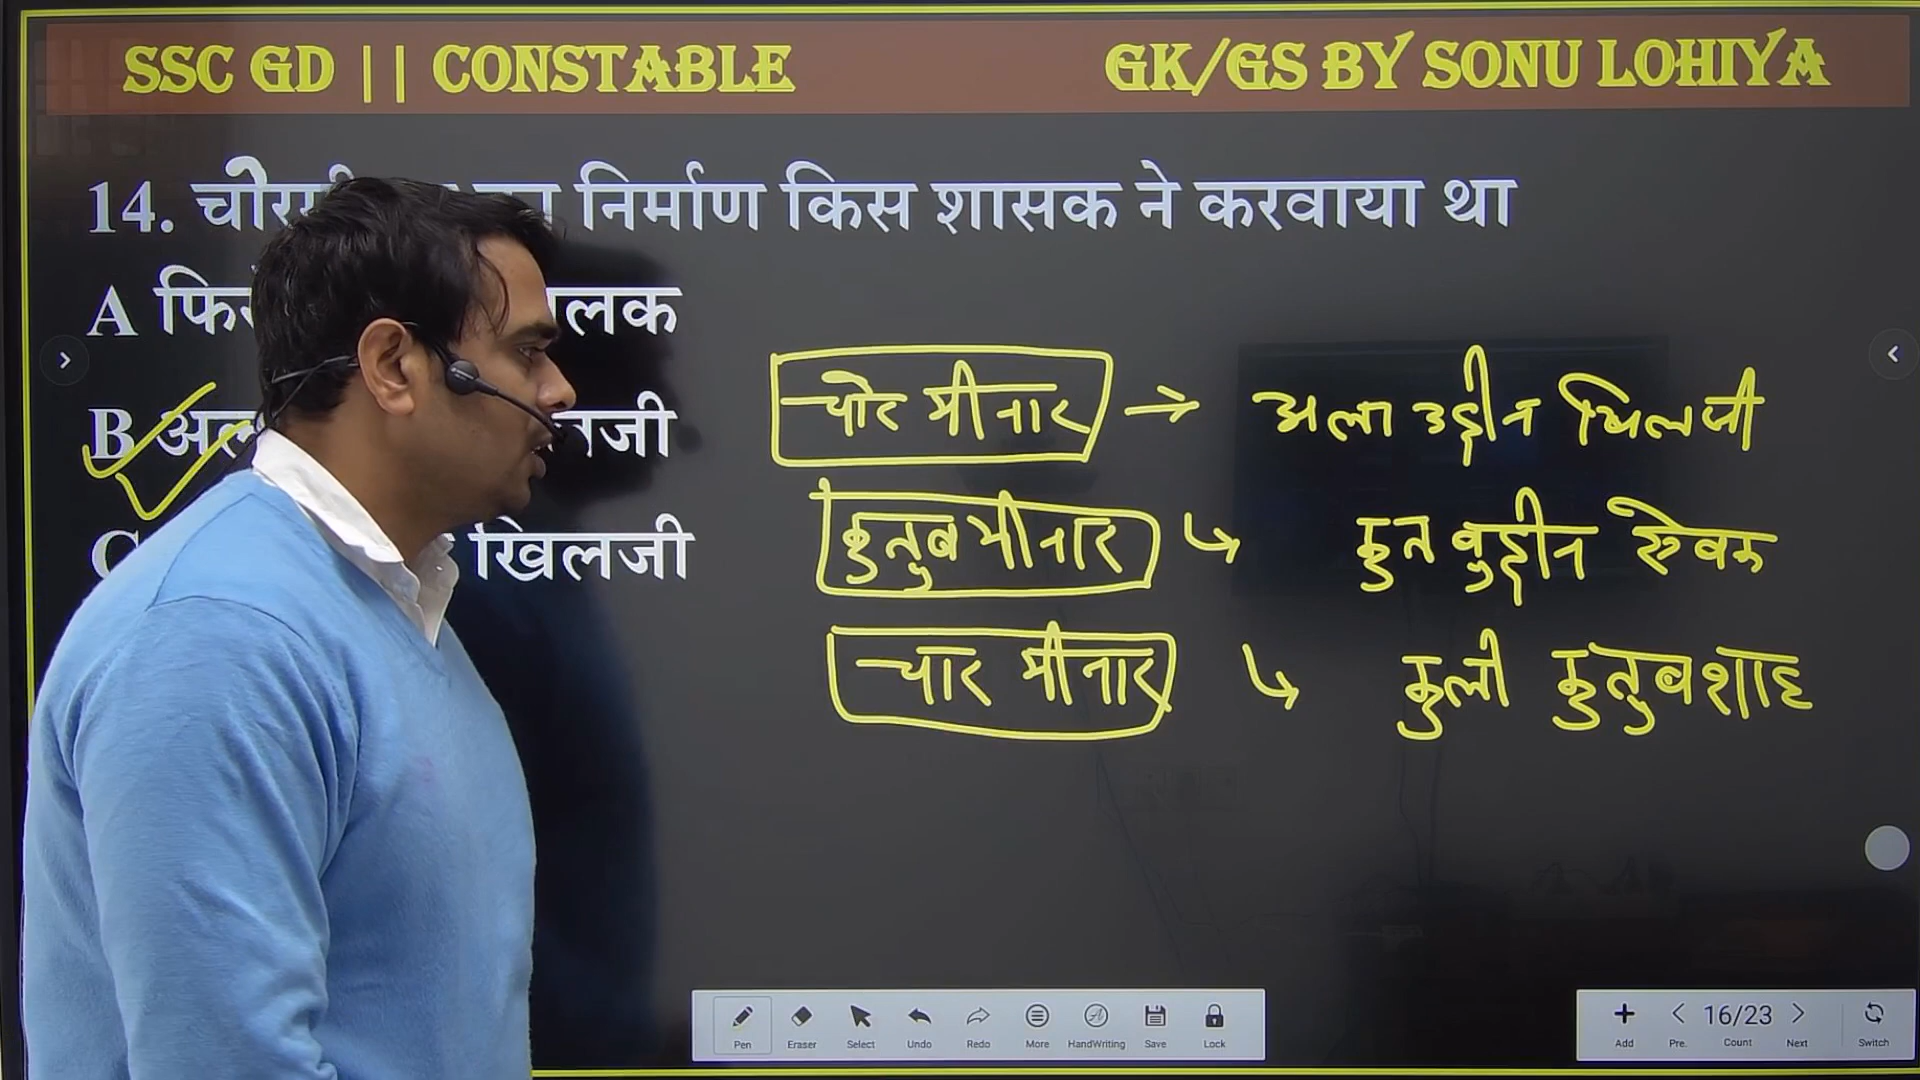 SSC GD || CONSTABLE GK/GS BY SONU LOHIYA
14. निर्माण किस शासक ने करवाया था
A
B
C खिलजी
चोर मीनार → अलाउद्दीन खिलजी
कुतुबमीनार ↳ कुतबुद्दीन ऐबक
चार मीनार ↳ कुली कुतुबशाह
Pen Eraser Select Undo Redo More HandWriting Save Lock
Add Pre. 16/23 Count Next Switch